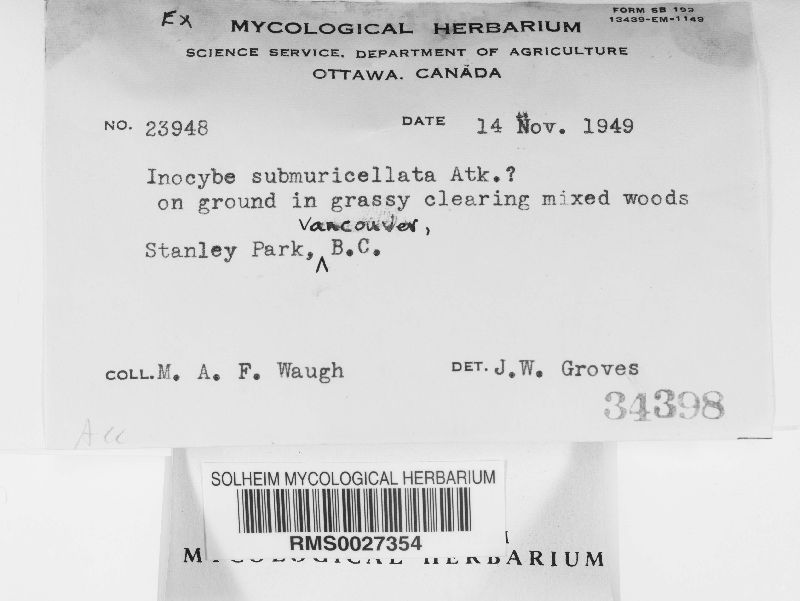 FORM SB 193
13439-EM-1149
Ex
MYCOLOGICAL HERBARIUM
SCIENCE SERVICE, DEPARTMENT OF AGRICULTURE
OTTAWA, CANADA
NO. 23948 DATE 14 Nov. 1949
Inocybe submuricellata Atk.?
on ground in grassy clearing mixed woods
Vancouver,
Stanley Park, B.C.
COLL. M. A. F. Waugh DET. J.W. Groves
34398
SOLHEIM MYCOLOGICAL HERBARIUM
RMS0027354
MYCOLOGICAL HERBARIUM